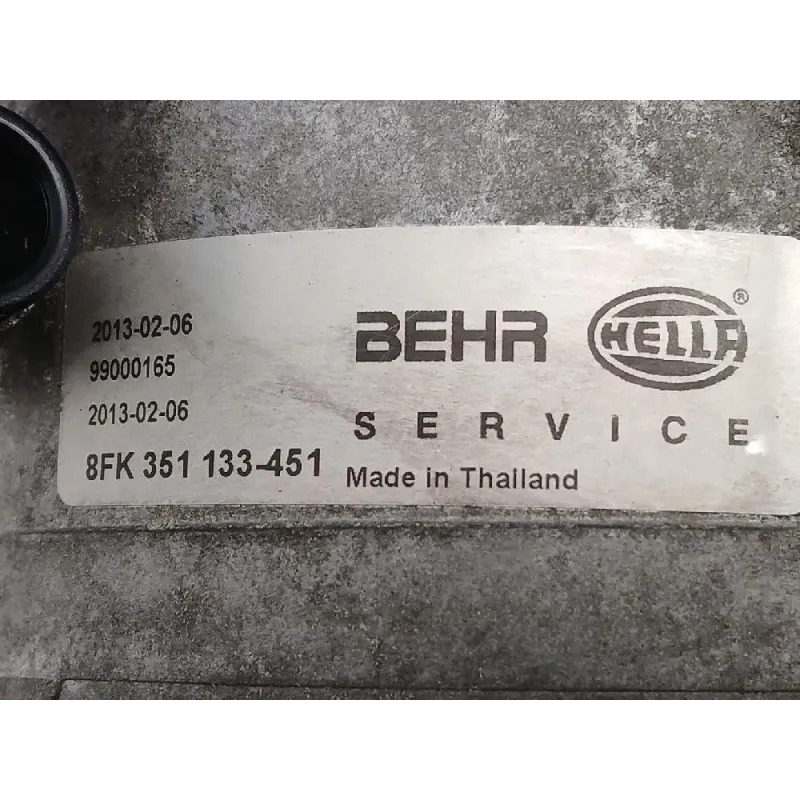 2013-02-06
99000165
2013-02-06
8FK 351 133-451
BEHR HELLA ®
SERVICE
Made in Thailand